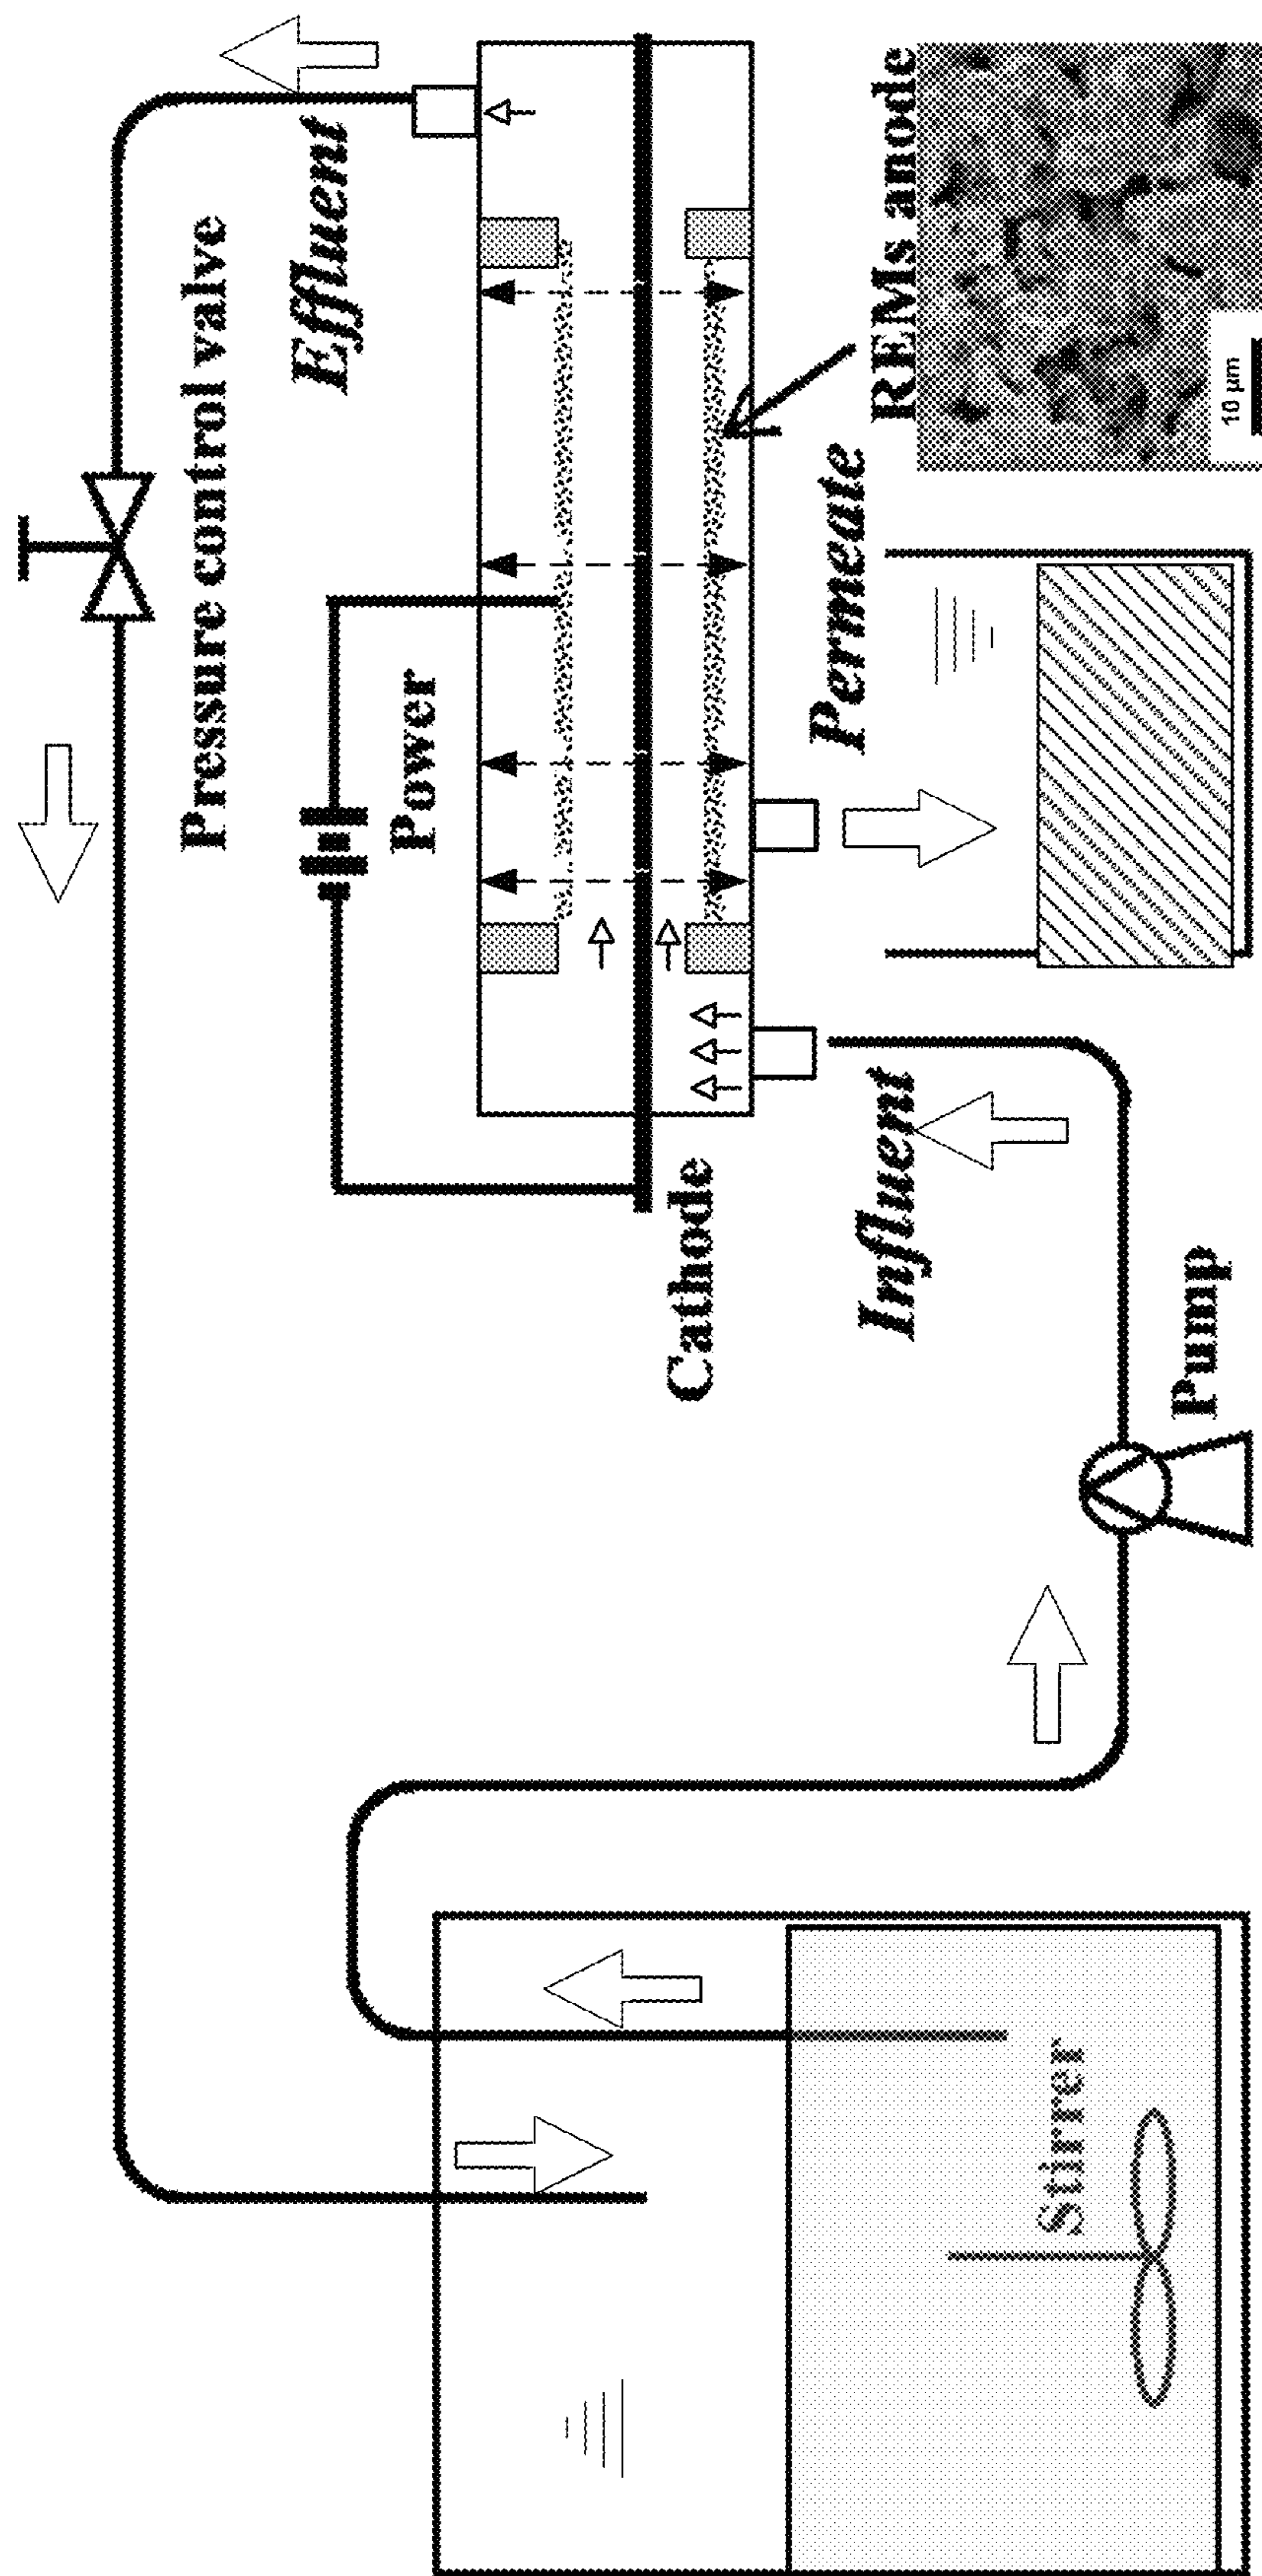 Pressure control valve
Effluent
Power
Cathode
REMs anode
10 μm
Permeate
Influent
Pump
Stirrer